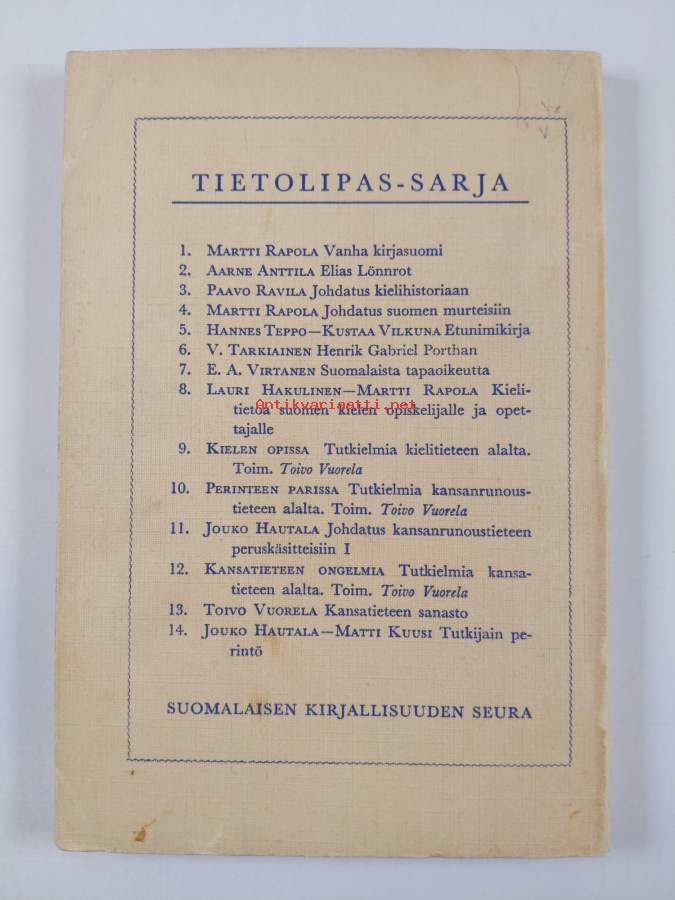 TIETOLIPAS-SARJA
1. MARTTI RAPOLA Vanha kirjasuomi
2. AARNE ANTTILA Elias Lönnrot
3. PAAVO RAVILA Johdatus kielihistoriaan
4. MARTTI RAPOLA Johdatus suomen murteisiin
5. HANNES TEPPO—KUSTAA VILKUNA Etunimikirja
6. V. TARKIAINEN Henrik Gabriel Porthan
7. E. A. VIRTANEN Suomalaista tapaoikeutta
8. LAURI HAKULINEN—MARTTI RAPOLA Kieli-
tietoa suomen kielen opiskelijalle ja opet-
Antikvariaatti.net
tajalle
9. KIELEN OPISSA Tutkielmia kielitieteen alalta.
Toim. Toivo Vuorela
10. PERINTEEN PARISSA Tutkielmia kansanrunous-
tieteen alalta. Toim. Toivo Vuorela
11. JOUKO HAUTALA Johdatus kansanrunoustieteen
peruskäsitteisiin I
12. KANSATIETEEN ONGELMIA Tutkielmia kansa-
tieteen alalta. Toim. Toivo Vuorela
13. TOIVO VUORELA Kansatieteen sanasto
14. JOUKO HAUTALA—MATTI KUUSI Tutkijain pe-
rintö
SUOMALAISEN KIRJALLISUUDEN SEURA